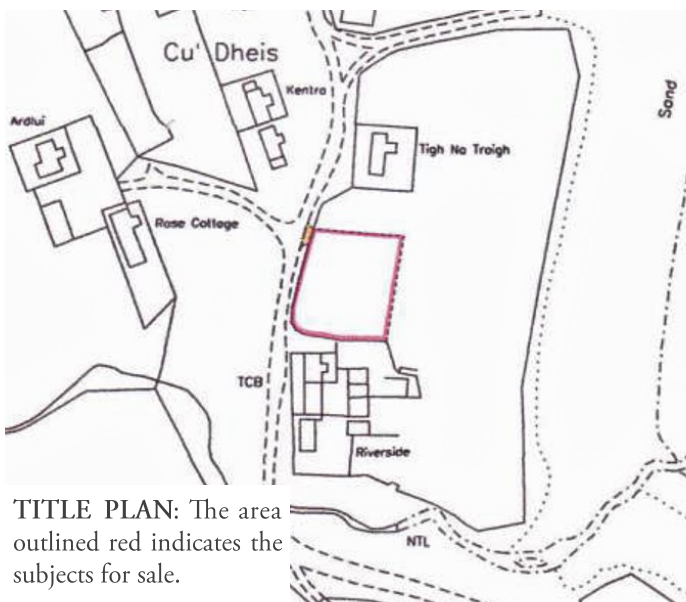 Cu' Dheis
Kentra
Ardlui
Sand
Tigh Na Traigh
Rose Cottage
TCB
Riverside
NTL
TITLE PLAN: The area
outlined red indicates the
subjects for sale.